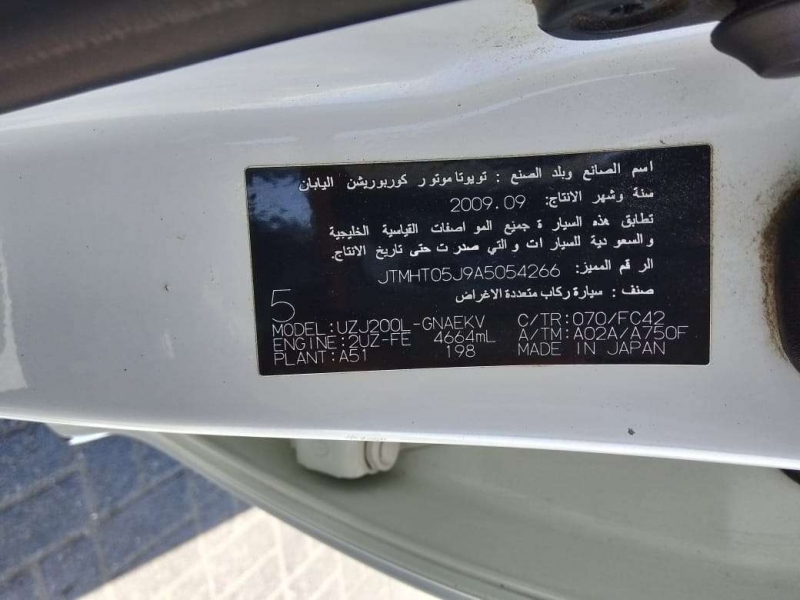 اسم الصانع وبلد الصنع : تويوتا موتور كوربوريشن اليابان
سنة وشهر الانتاج: 2009.09
تطابق هذه السيارة جميع المواصفات القياسية الخليجية
والسعودية للسيارات والتي صدرت حتى تاريخ الانتاج.
الرقم المميز: JTMHT05J9A5054266
صنف : سيارة ركاب متعددة الاغراض
5
MODEL:UZJ200L-GNAEKV C/TR:070/FC42
ENGINE:2UZ-FE 4664mL A/TM:A02A/A750F
PLANT:A51 198 MADE IN JAPAN